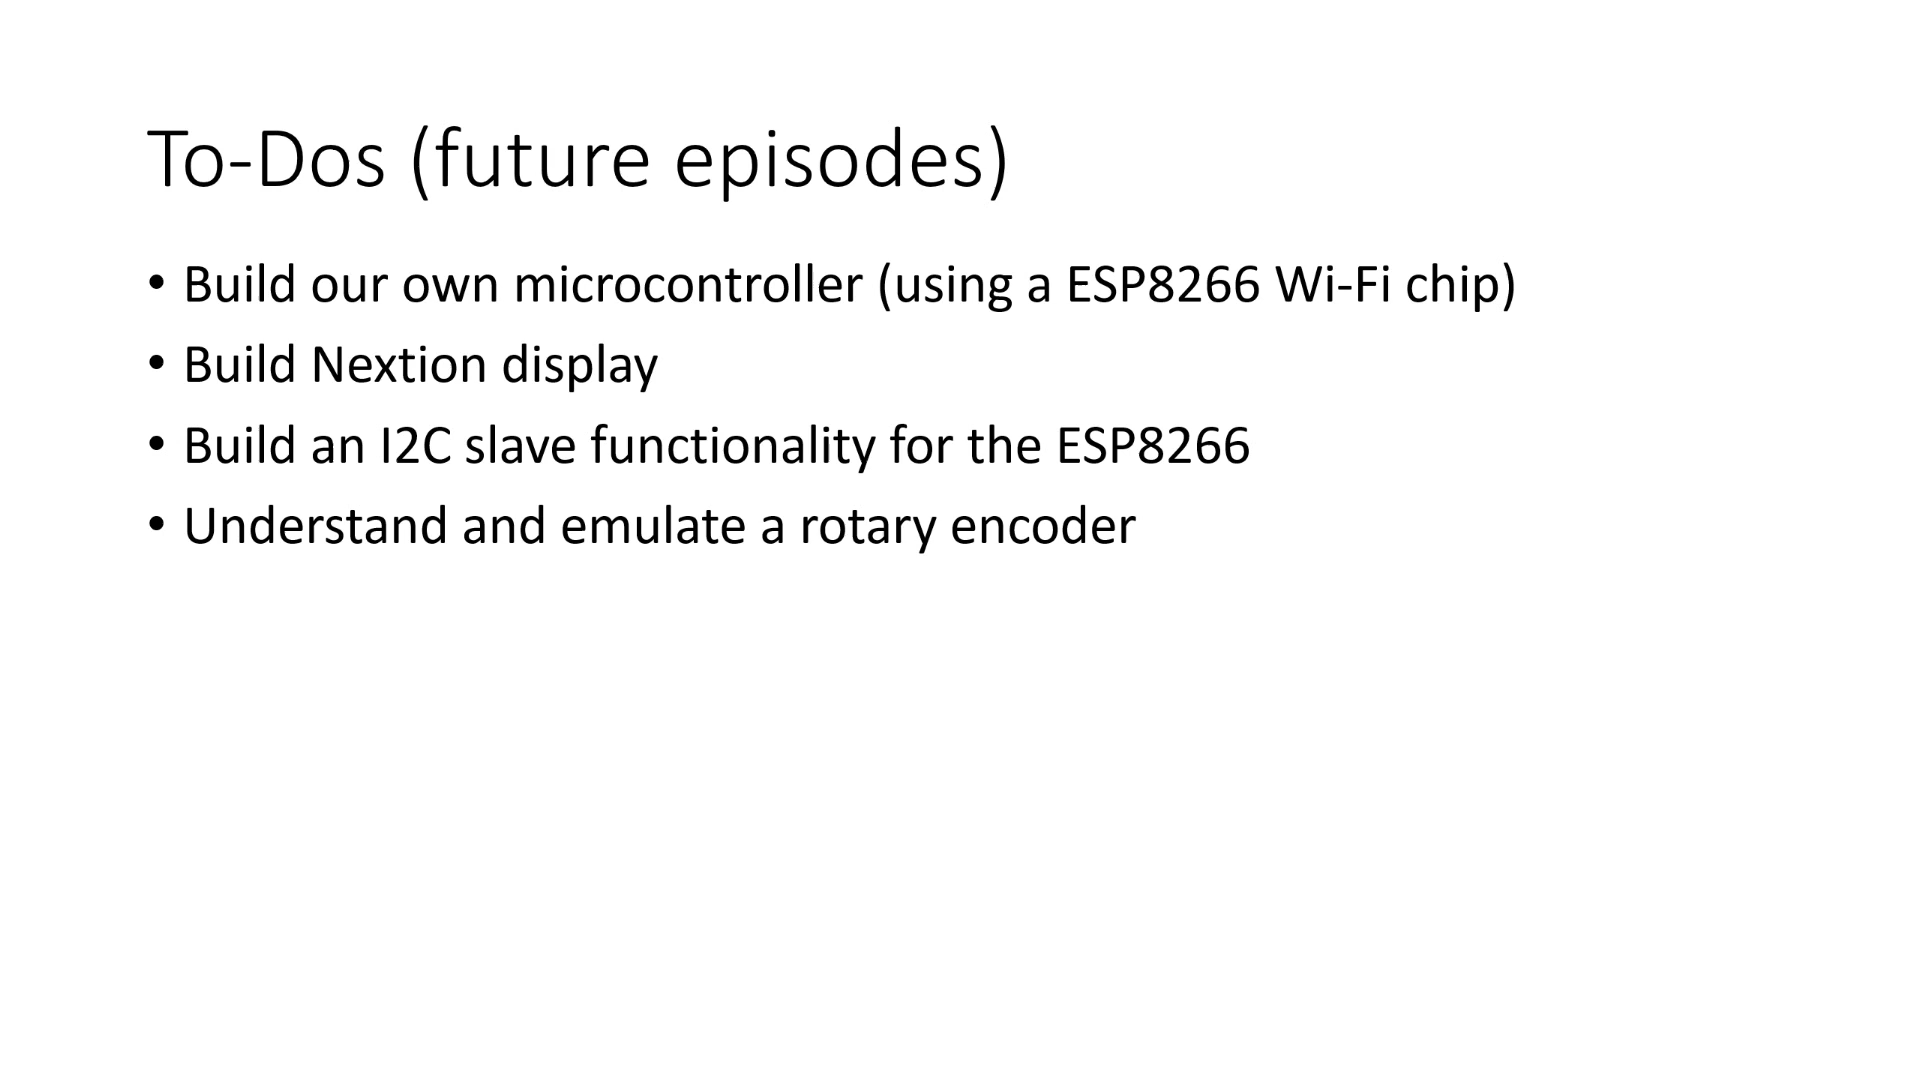 To-Dos (future episodes)
• Build our own microcontroller (using a ESP8266 Wi-Fi chip)
• Build Nextion display
• Build an I2C slave functionality for the ESP8266
• Understand and emulate a rotary encoder